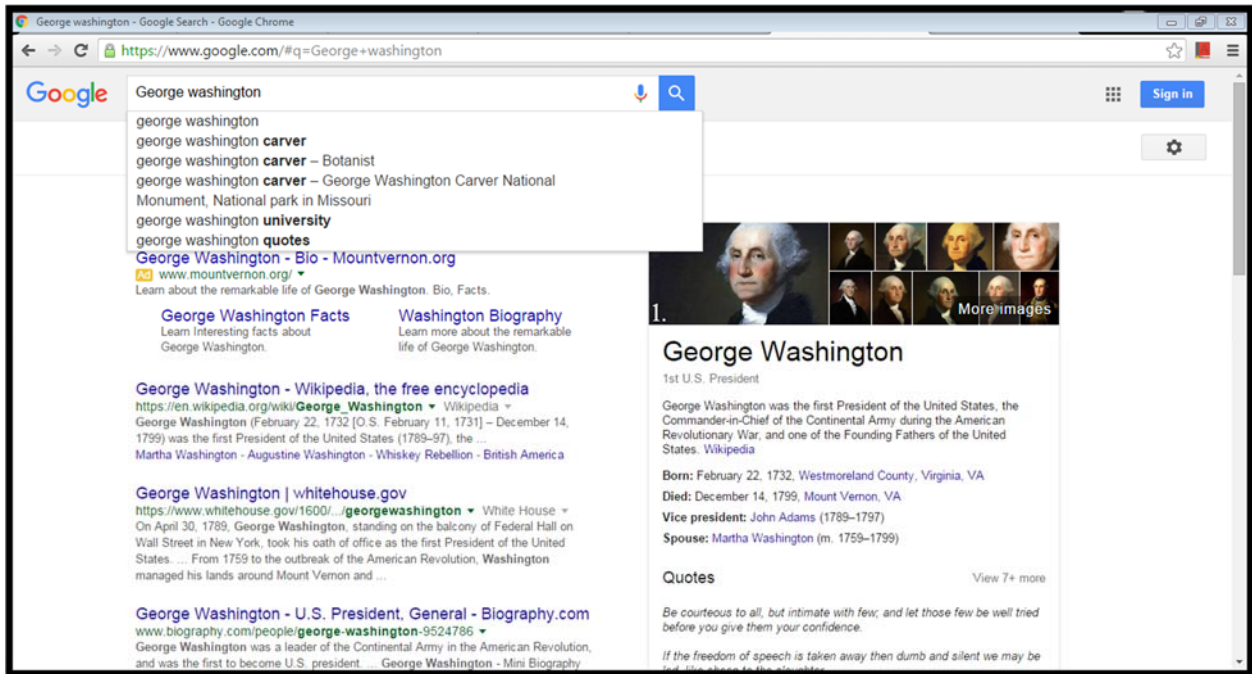 George washington - Google Search - Google Chrome
https://www.google.com/#q=George+washington
Google
George washington
Sign in
george washington
george washington carver
george washington carver – Botanist
george washington carver – George Washington Carver National
Monument, National park in Missouri
george washington university
george washington quotes
George Washington - Bio - Mountvernon.org
Ad www.mountvernon.org/
Learn about the remarkable life of George Washington. Bio, Facts.
George Washington Facts
Learn Interesting facts about
George Washington.
Washington Biography
Learn more about the remarkable
life of George Washington.
George Washington - Wikipedia, the free encyclopedia
https://en.wikipedia.org/wiki/George_Washington Wikipedia
George Washington (February 22, 1732 [O.S. February 11, 1731] – December 14,
1799) was the first President of the United States (1789–97), the ...
Martha Washington - Augustine Washington - Whiskey Rebellion - British America
George Washington | whitehouse.gov
https://www.whitehouse.gov/1600/.../georgewashington White House
On April 30, 1789, George Washington, standing on the balcony of Federal Hall on
Wall Street in New York, took his oath of office as the first President of the United
States. ... From 1759 to the outbreak of the American Revolution, Washington
managed his lands around Mount Vernon and ...
George Washington - U.S. President, General - Biography.com
www.biography.com/people/george-washington-9524786
George Washington was a leader of the Continental Army in the American Revolution,
and was the first to become U.S. president. ... George Washington - Mini Biography
1.
More images
George Washington
1st U.S. President
George Washington was the first President of the United States, the
Commander-in-Chief of the Continental Army during the American
Revolutionary War, and one of the Founding Fathers of the United
States. Wikipedia
Born: February 22, 1732, Westmoreland County, Virginia, VA
Died: December 14, 1799, Mount Vernon, VA
Vice president: John Adams (1789–1797)
Spouse: Martha Washington (m. 1759–1799)
Quotes
View 7+ more
Be courteous to all, but intimate with few; and let those few be well tried
before you give them your confidence.
If the freedom of speech is taken away then dumb and silent we may be